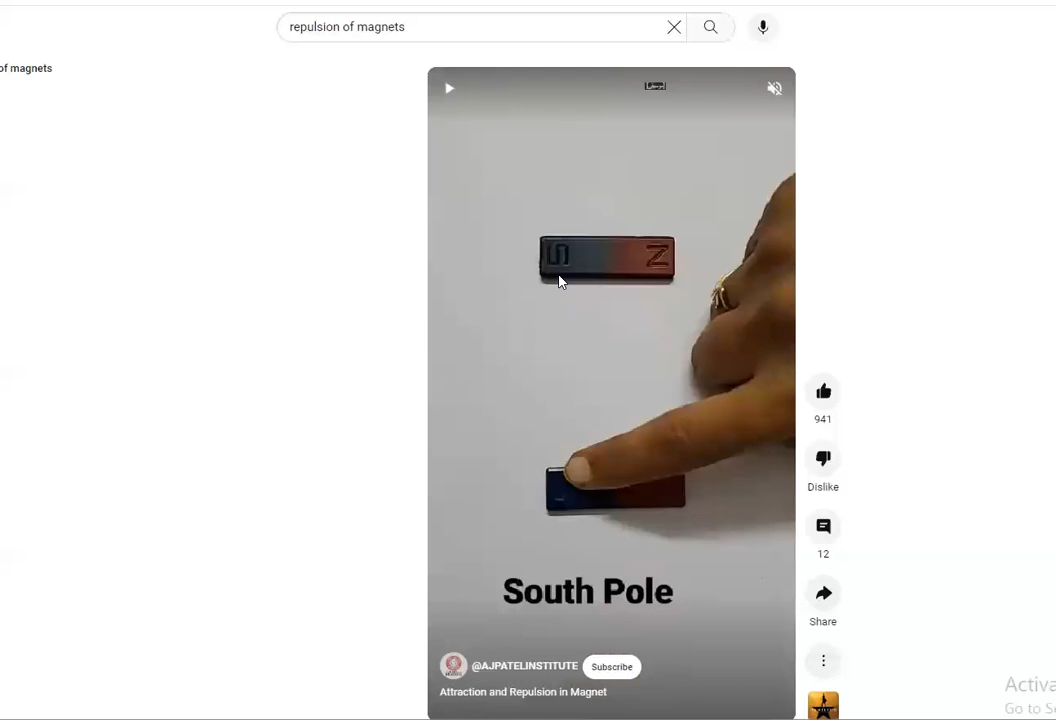 repulsion of magnets
of magnets
S N
South Pole
941
Dislike
12
Share
@AJPATELINSTITUTE Subscribe
Attraction and Repulsion in Magnet
Activa
Go to Se